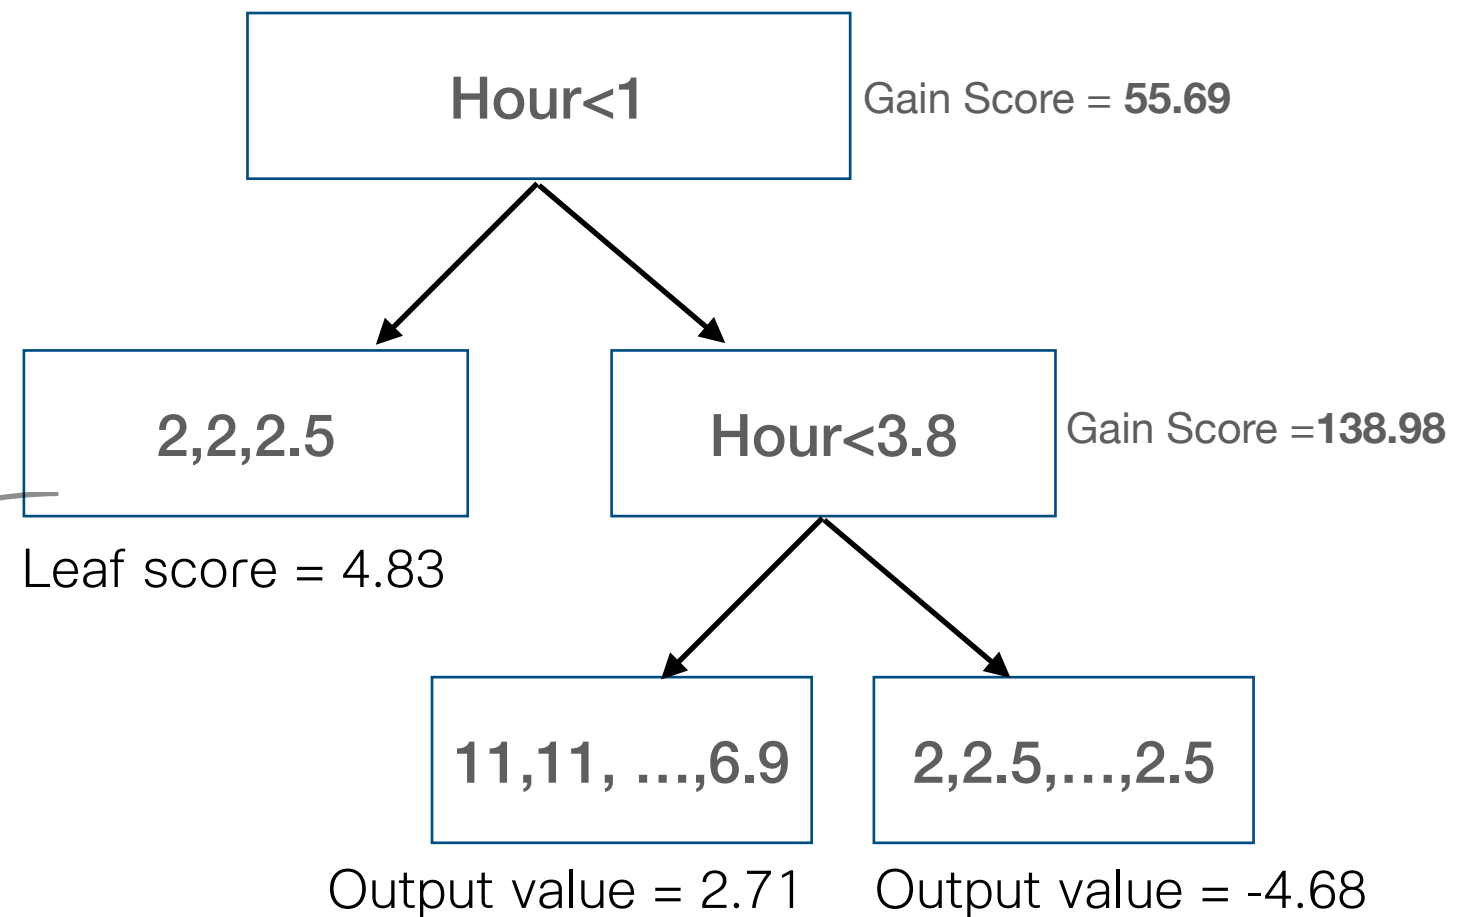 Hour<1
Gain Score = 55.69
2,2,2.5
Hour<3.8
Gain Score =138.98
Leaf score = 4.83
11,11, ...,6.9
2,2.5,...,2.5
Output value = 2.71
Output value = -4.68